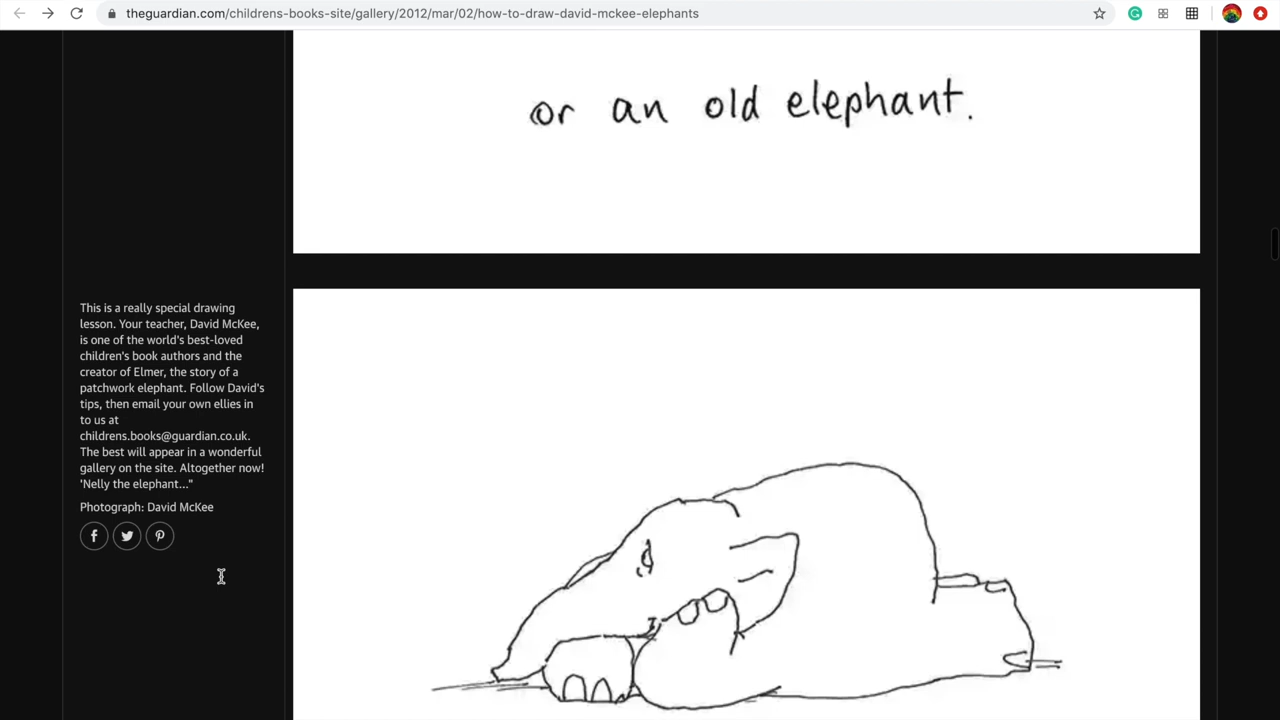 theguardian.com/childrens-books-site/gallery/2012/mar/02/how-to-draw-david-mckee-elephants
or an old elephant.
This is a really special drawing
lesson. Your teacher, David McKee,
is one of the world's best-loved
children's book authors and the
creator of Elmer, the story of a
patchwork elephant. Follow David's
tips, then email your own ellies in
to us at
childrens.books@guardian.co.uk.
The best will appear in a wonderful
gallery on the site. Altogether now!
'Nelly the elephant..."
Photograph: David McKee